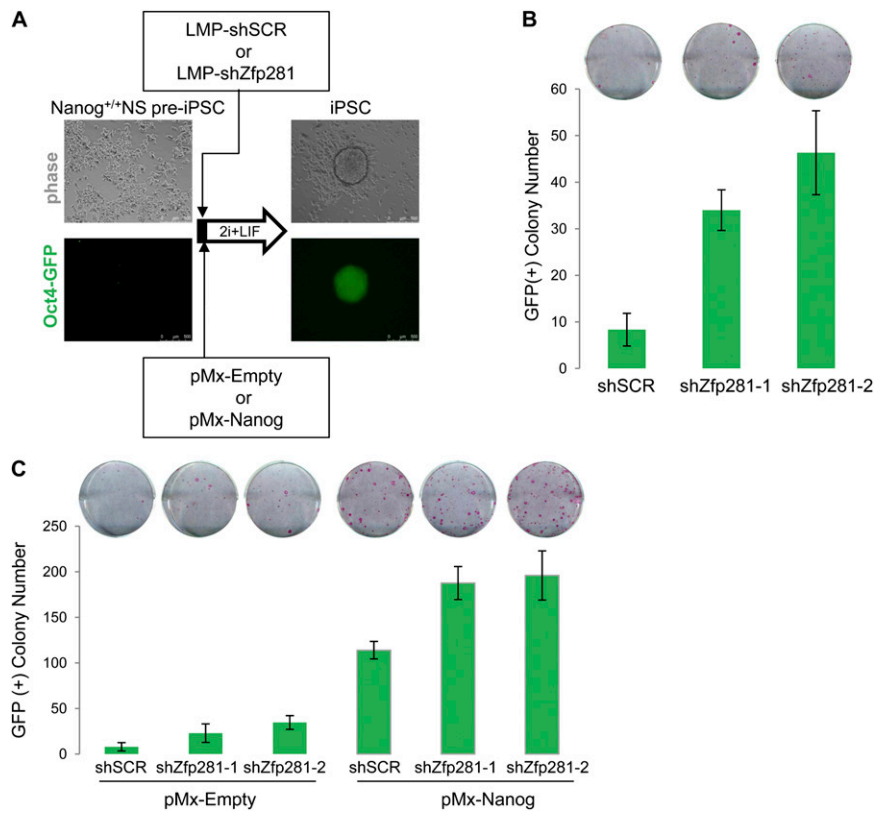 A
LMP-shSCR
or
LMP-shZfp281
Nanog+/+NS pre-iPSC
iPSC
phase
Oct4-GFP
2i+LIF
pMx-Empty
or
pMx-Nanog
B
GFP(+) Colony Number
60
50
40
30
20
10
0
shSCR
shZfp281-1
shZfp281-2
C
GFP (+) Colony Number
250
200
150
100
50
0
shSCR
shZfp281-1
shZfp281-2
shSCR
shZfp281-1
shZfp281-2
pMx-Empty
pMx-Nanog